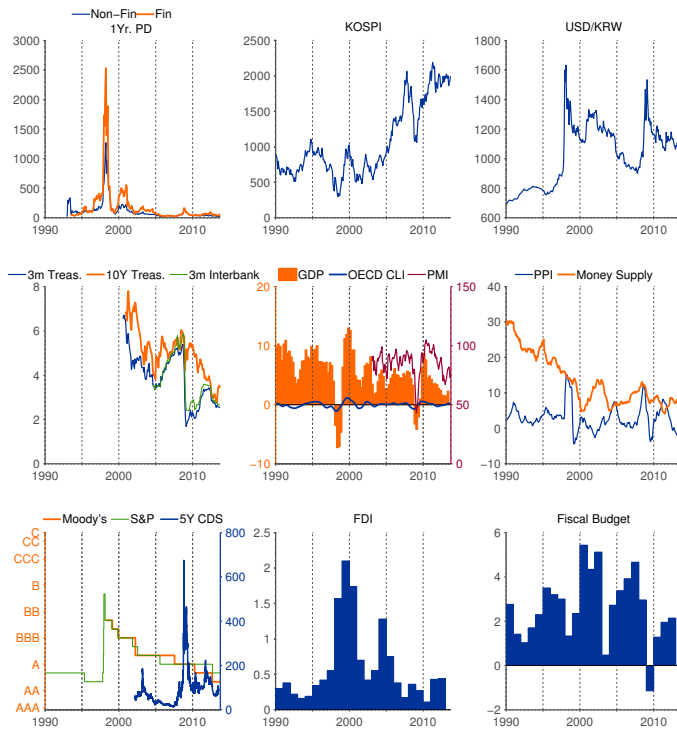 Non−Fin Fin
1Yr. PD
3000
2500
2000
1500
1000
500
0
1990 2000 2010
KOSPI
2500
2000
1500
1000
500
0
1990 2000 2010
USD/KRW
1800
1600
1400
1200
1000
800
600
1990 2000 2010
3m Treas. 10Y Treas. 3m Interbank
8
6
4
2
0
1990 2000 2010
GDP OECD CLI PMI
20 150
10 100
0 50
−10 0
1990 2000 2010
PPI Money Supply
40
30
20
10
0
−10
1990 2000 2010
Moody's S&P 5Y CDS
C 800
CC
CCC
600
B
BB 400
BBB
A 200
AA
AAA 0
1990 2000 2010
FDI
2.5
2
1.5
1
0.5
0
1990 2000 2010
Fiscal Budget
6
4
2
0
−2
1990 2000 2010